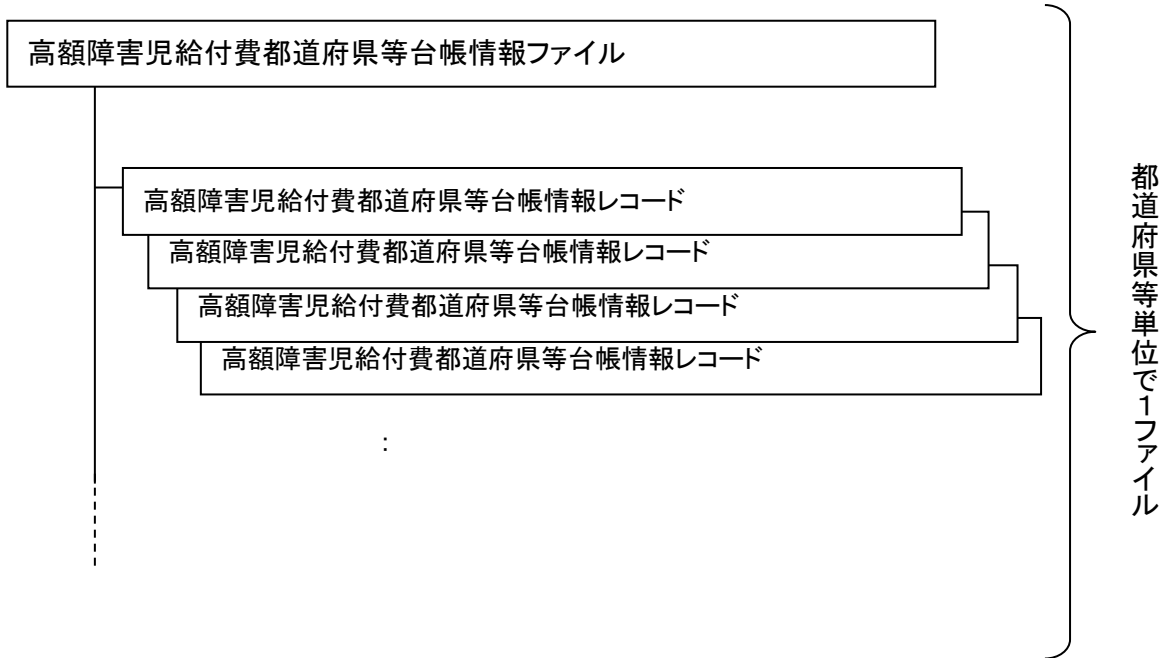 高額障害児給付費都道府県等台帳情報ファイル
高額障害児給付費都道府県等台帳情報レコード
高額障害児給付費都道府県等台帳情報レコード
高額障害児給付費都道府県等台帳情報レコード
高額障害児給付費都道府県等台帳情報レコード
:
都道府県等単位で1ファイル